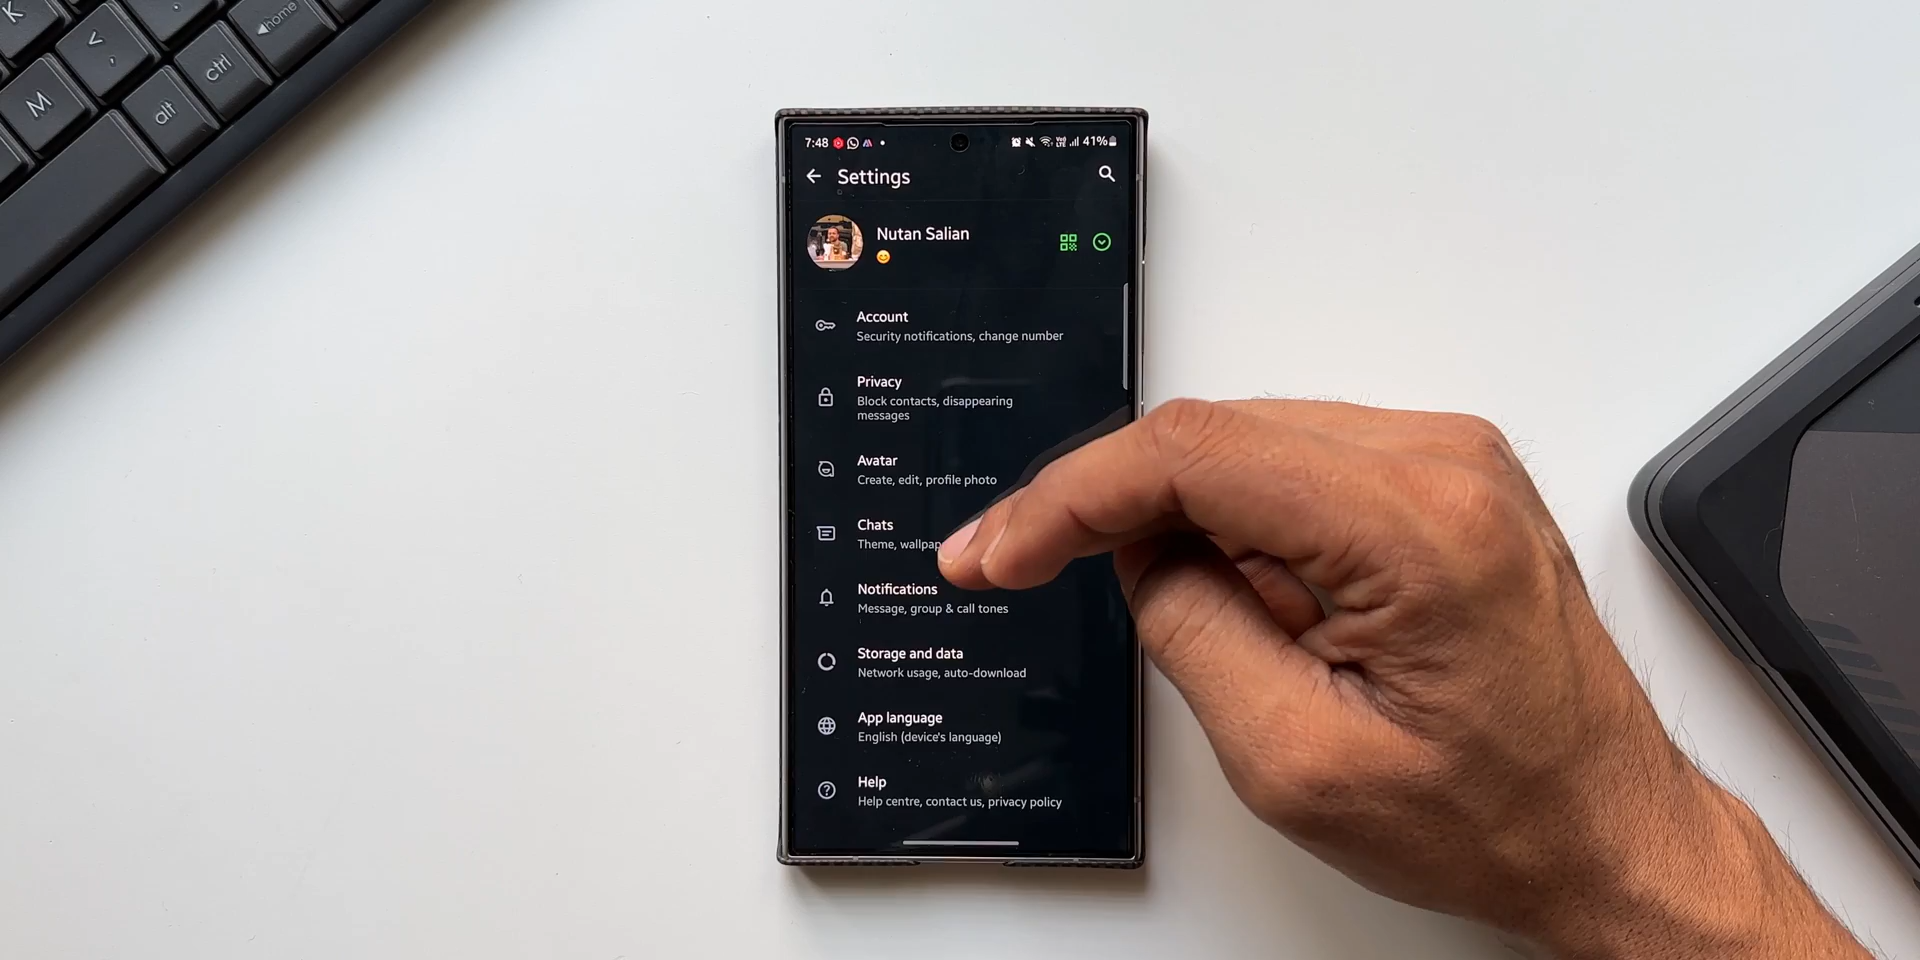 K
<
,
M
alt
ctrl
home
7:48
41%
Settings
Nutan Salian
Account
Security notifications, change number
Privacy
Block contacts, disappearing
messages
Avatar
Create, edit, profile photo
Chats
Theme,
Notifications
Message, group & call tones
Storage and data
Network usage, auto-download
App language
English (device's language)
Help
Help centre, contact us, privacy policy